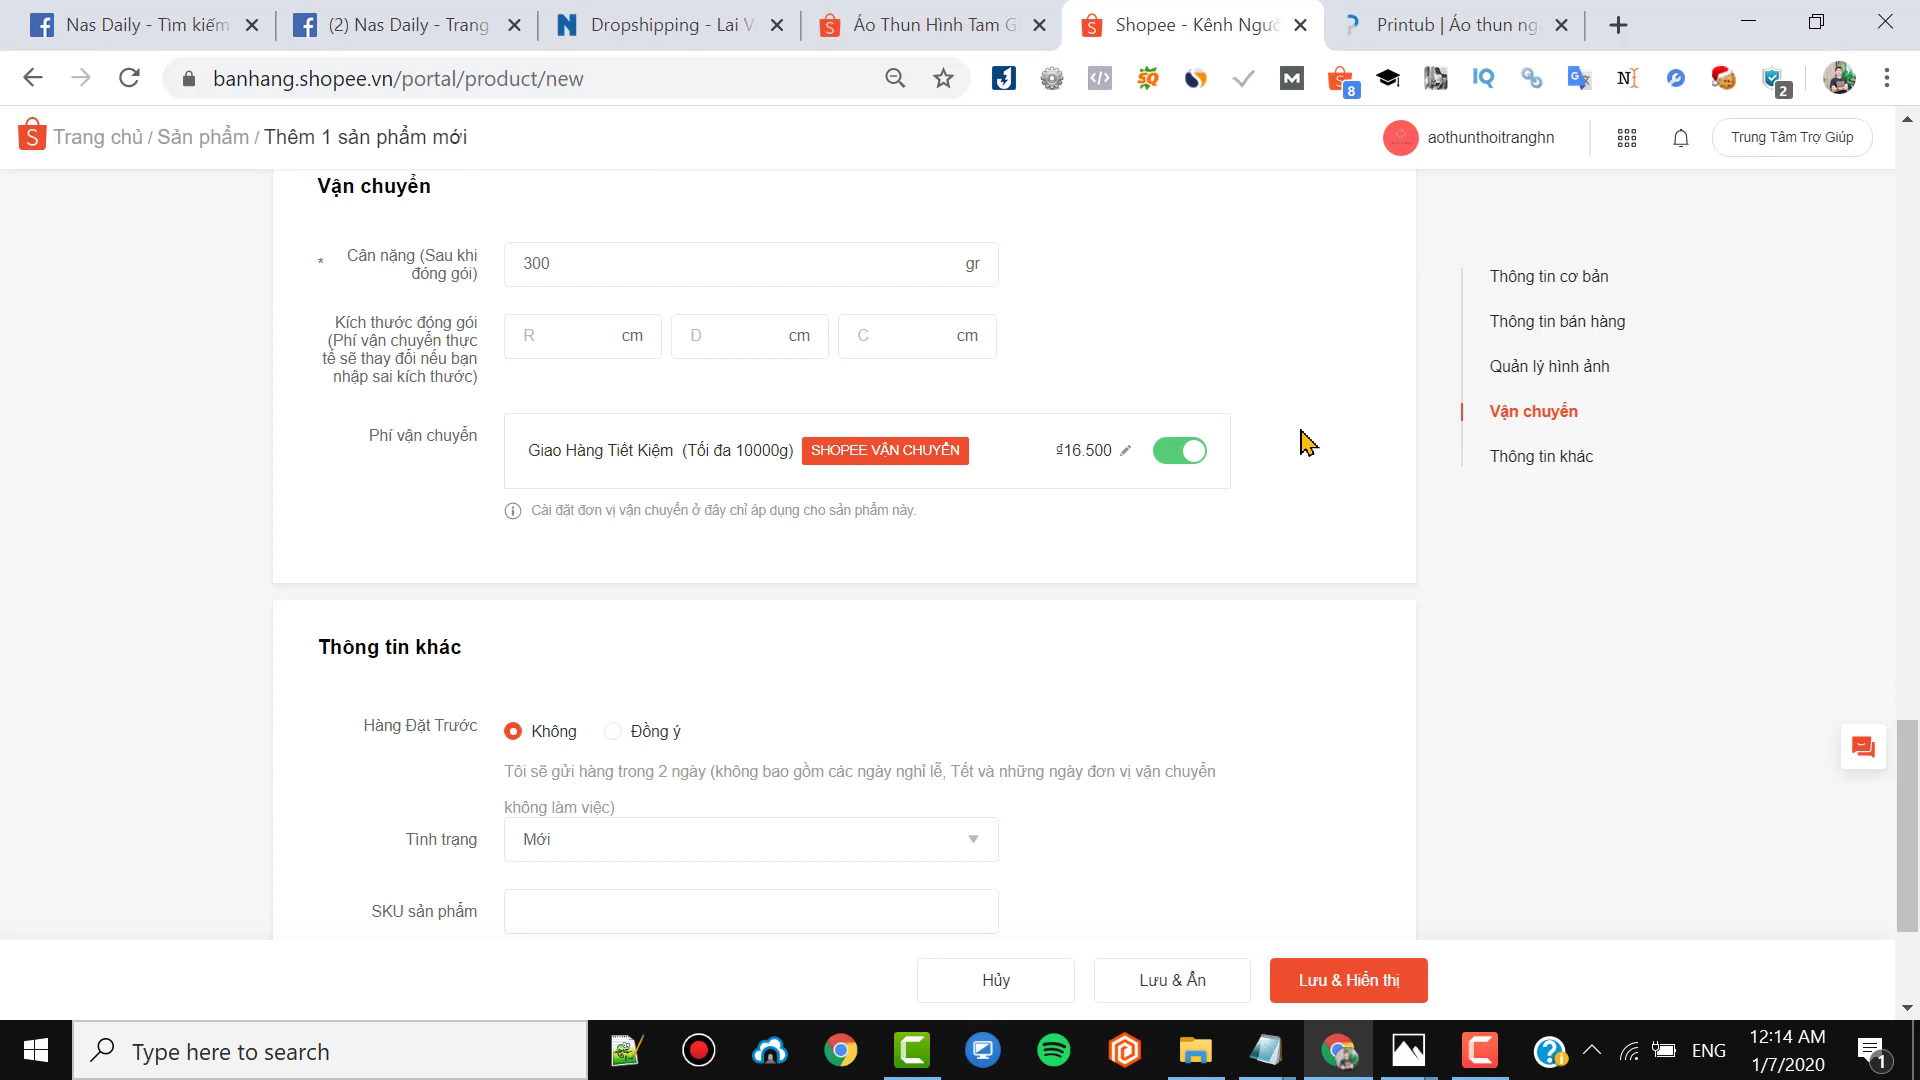 Nas Daily - Tìm kiếm
(2) Nas Daily - Trang
Dropshipping - Lai V
Áo Thun Hình Tam G
Shopee - Kênh Ngườ
Printub | Áo thun ng
banhang.shopee.vn/portal/product/new
8
2
Trang chủ / Sản phẩm / Thêm 1 sản phẩm mới
aothunthoitranghn
Trung Tâm Trợ Giúp
Vận chuyển
* Cân nặng (Sau khi
đóng gói)
300 gr
Kích thước đóng gói
(Phí vận chuyển thực
tế sẽ thay đổi nếu bạn
nhập sai kích thước)
R cm D cm C cm
Phí vận chuyển
Giao Hàng Tiết Kiệm (Tối đa 10000g) SHOPEE VẬN CHUYỂN ₫16.500
Cài đặt đơn vị vận chuyển ở đây chỉ áp dụng cho sản phẩm này.
Thông tin cơ bản
Thông tin bán hàng
Quản lý hình ảnh
Vận chuyển
Thông tin khác
Thông tin khác
Hàng Đặt Trước
Không Đồng ý
Tôi sẽ gửi hàng trong 2 ngày (không bao gồm các ngày nghỉ lễ, Tết và những ngày đơn vị vận chuyển
không làm việc)
Tình trạng
Mới
SKU sản phẩm
Hủy
Lưu & Ẩn
Lưu & Hiển thị
Type here to search
ENG
12:14 AM
1/7/2020
1